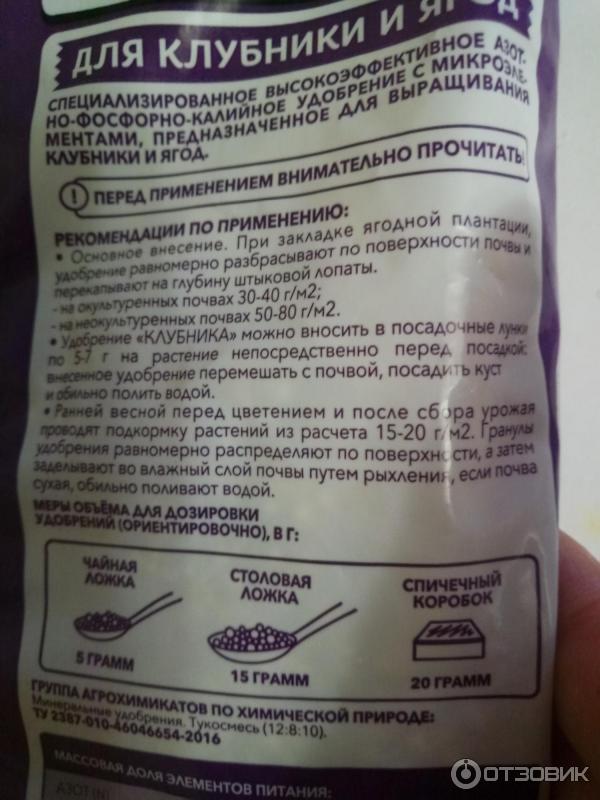 ДЛЯ КЛУБНИКИ И ЯГОД
СПЕЦИАЛИЗИРОВАННОЕ ВЫСОКОЭФФЕКТИВНОЕ АЗОТ-
НО-ФОСФОРНО-КАЛИЙНОЕ УДОБРЕНИЕ С МИКРОЭЛЕ-
МЕНТАМИ, ПРЕДНАЗНАЧЕННОЕ ДЛЯ ВЫРАЩИВАНИЯ
КЛУБНИКИ И ЯГОД.
! ПЕРЕД ПРИМЕНЕНИЕМ ВНИМАТЕЛЬНО ПРОЧИТАТЬ!
РЕКОМЕНДАЦИИ ПО ПРИМЕНЕНИЮ:
• Основное внесение. При закладке ягодной плантации,
удобрение равномерно разбрасывают по поверхности почвы и
перекапывают на глубину штыковой лопаты.
- на окультуренных почвах 30-40 г/м2;
- на неокультуренных почвах 50-80 г/м2.
• Удобрение «КЛУБНИКА» можно вносить в посадочные лунки
по 5-7 г на растение непосредственно перед посадкой:
внесенное удобрение перемешать с почвой, посадить куст
и обильно полить водой.
• Ранней весной перед цветением и после сбора урожая
проводят подкормку растений из расчета 15-20 г/м2. Гранулы
удобрения равномерно распределяют по поверхности, а затем
заделывают во влажный слой почвы путем рыхления, если почва
сухая, обильно поливают водой.
МЕРЫ ОБЪЁМА ДЛЯ ДОЗИРОВКИ
УДОБРЕНИЙ (ОРИЕНТИРОВОЧНО), В Г:
ЧАЙНАЯ
ЛОЖКА
5 ГРАММ
СТОЛОВАЯ
ЛОЖКА
15 ГРАММ
СПИЧЕЧНЫЙ
КОРОБОК
20 ГРАММ
ГРУППА АГРОХИМИКАТОВ ПО ХИМИЧЕСКОЙ ПРИРОДЕ:
Минеральные удобрения. Тукосмесь (12:8:10).
ТУ 2387-010-46046654-2016
МАССОВАЯ ДОЛЯ ЭЛЕМЕНТОВ ПИТАНИЯ:
АЗОТ (N)
ОТЗОВИК